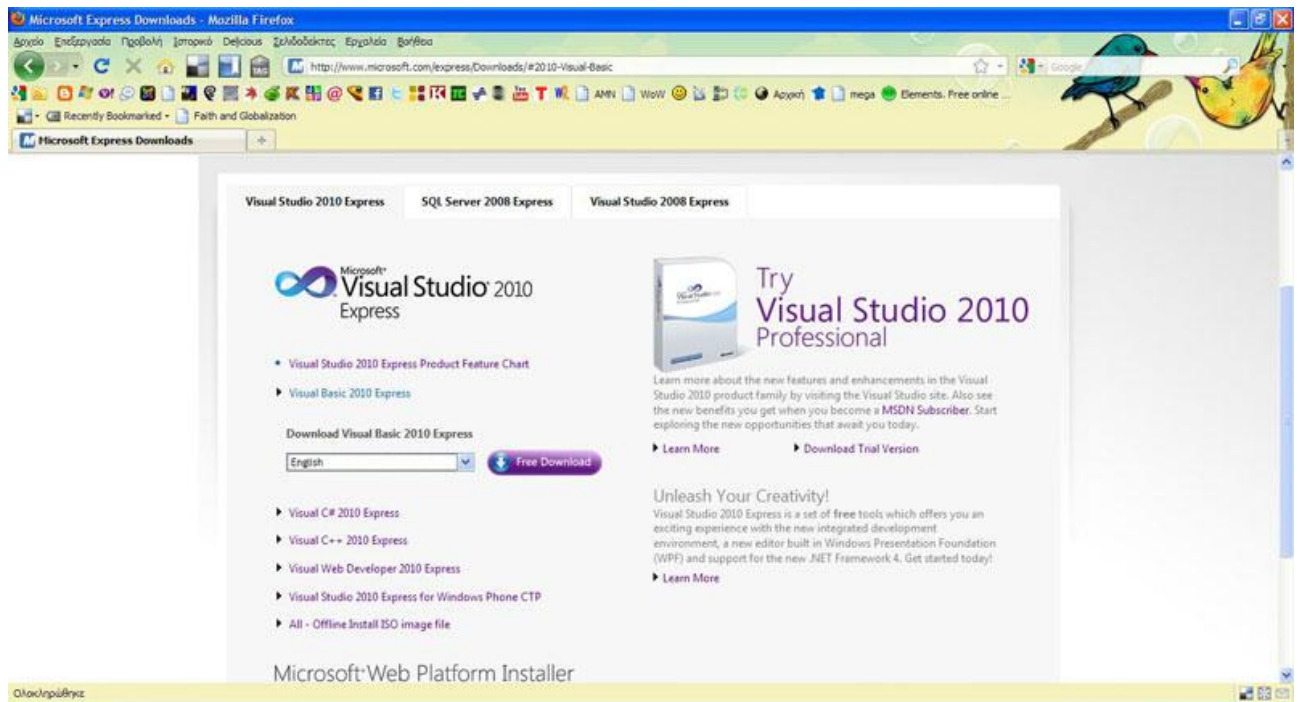 Microsoft Express Downloads - Mozilla Firefox
Αρχείο Επεξεργασία Προβολή Ιστορικό Delicious Σελιδοδείκτες Εργαλεία Βοήθεια
http://www.microsoft.com/express/Downloads/#2010-Visual-Basic
Google
AMN WoW Αρχική mega Elements. Free online ...
Recently Bookmarked Faith and Globalization
Microsoft Express Downloads
Visual Studio 2010 Express SQL Server 2008 Express Visual Studio 2008 Express
Microsoft
Visual Studio 2010
Express
Visual Studio 2010 Express Product Feature Chart
Visual Basic 2010 Express
Download Visual Basic 2010 Express
English Free Download
Visual C# 2010 Express
Visual C++ 2010 Express
Visual Web Developer 2010 Express
Visual Studio 2010 Express for Windows Phone CTP
All - Offline Install ISO image file
Microsoft Web Platform Installer
Try
Visual Studio 2010
Professional
Learn more about the new features and enhancements in the Visual
Studio 2010 product family by visiting the Visual Studio site. Also see
the new benefits you get when you become a MSDN Subscriber. Start
exploring the new opportunities that await you today.
Learn More Download Trial Version
Unleash Your Creativity!
Visual Studio 2010 Express is a set of free tools which offers you an
exciting experience with the new integrated development
environment, a new editor built in Windows Presentation Foundation
(WPF) and support for the new .NET Framework 4. Get started today!
Learn More
Ολοκληρώθηκε